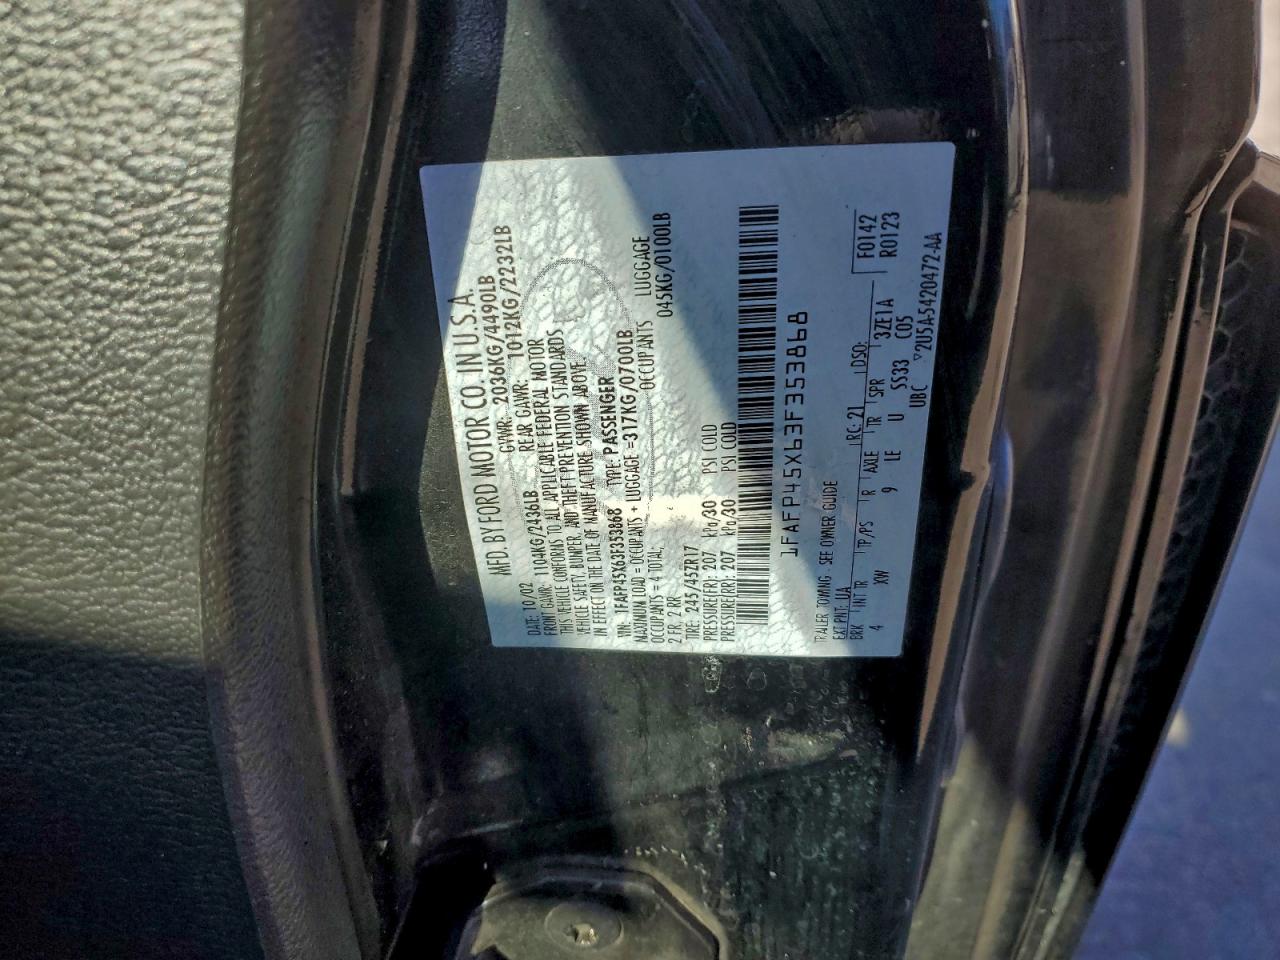 MFD. BY FORD MOTOR CO. IN U.S.A.
DATE: 10/02 GVWR: 2036KG/4490LB
FRONT GAWR: 1104KG/2436LB REAR GAWR: 1012KG/2232LB
THIS VEHICLE CONFORMS TO ALL APPLICABLE FEDERAL MOTOR
VEHICLE SAFETY, BUMPER, AND THEFT PREVENTION STANDARDS
IN EFFECT ON THE DATE OF MANUFACTURE SHOWN ABOVE.
VIN: 1FAFP45X63F353868 TYPE: PASSENGER
MAXIMUM LOAD = OCCUPANTS + LUGGAGE =317KG/0700LB
OCCUPANTS = 4 TOTAL, OCCUPANTS LUGGAGE
2 FR, 2 RR 045KG/0100LB
TIRE: 245/45ZR17
PRESSURE(FR): 207 kPa/30 PSI COLD
PRESSURE(RR): 207 kPa/30 PSI COLD
1FAFP45X63F353868
TRAILER TOWING - SEE OWNER GUIDE
EXT PNT: UA RC: 21 DSO: F0142
BRK INT TR TP/PS R AXLE TR SPR 3ZF1A R0123
4 XW 9 LE U SS33 C05
UBC ▽2U5A-5420472-AA